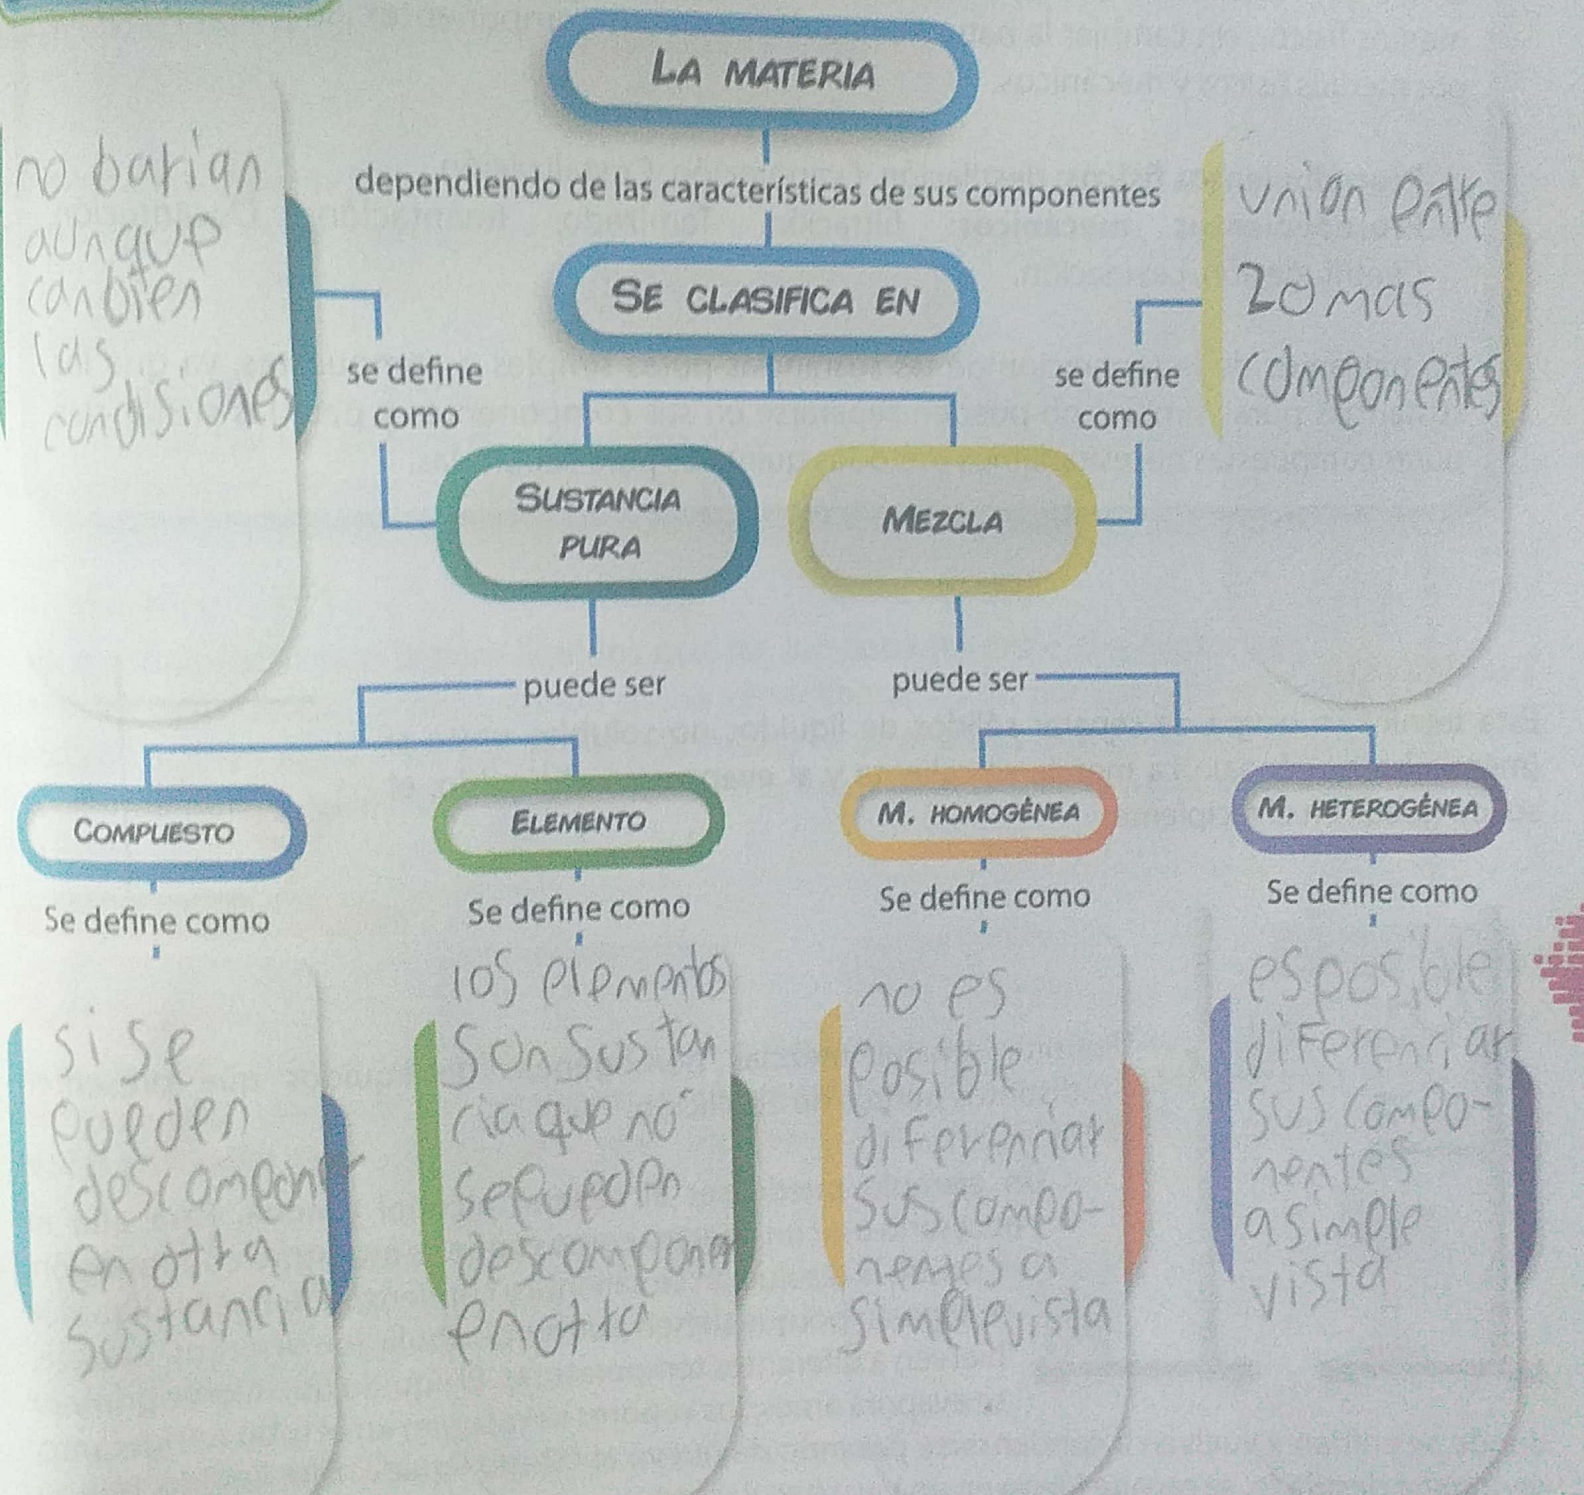 LA MATERIA
dependiendo de las características de sus componentes
SE CLASIFICA EN
no barian
aunque
canbien
las
condisiones
se define
como
union entre
2 o mas
componentes
se define
como
SUSTANCIA
PURA
MEZCLA
puede ser
puede ser
COMPUESTO
ELEMENTO
M. HOMOGÉNEA
M. HETEROGÉNEA
Se define como
Se define como
Se define como
Se define como
si se
pueden
descomponer
en otra
sustancia
los elementos
son sustan
cia que no
se pueden
descomponer
en otra
no es
posible
diferenciar
sus compo-
nentes a
simple vista
es posible
diferenciar
sus compo-
nentes
a simple
vista